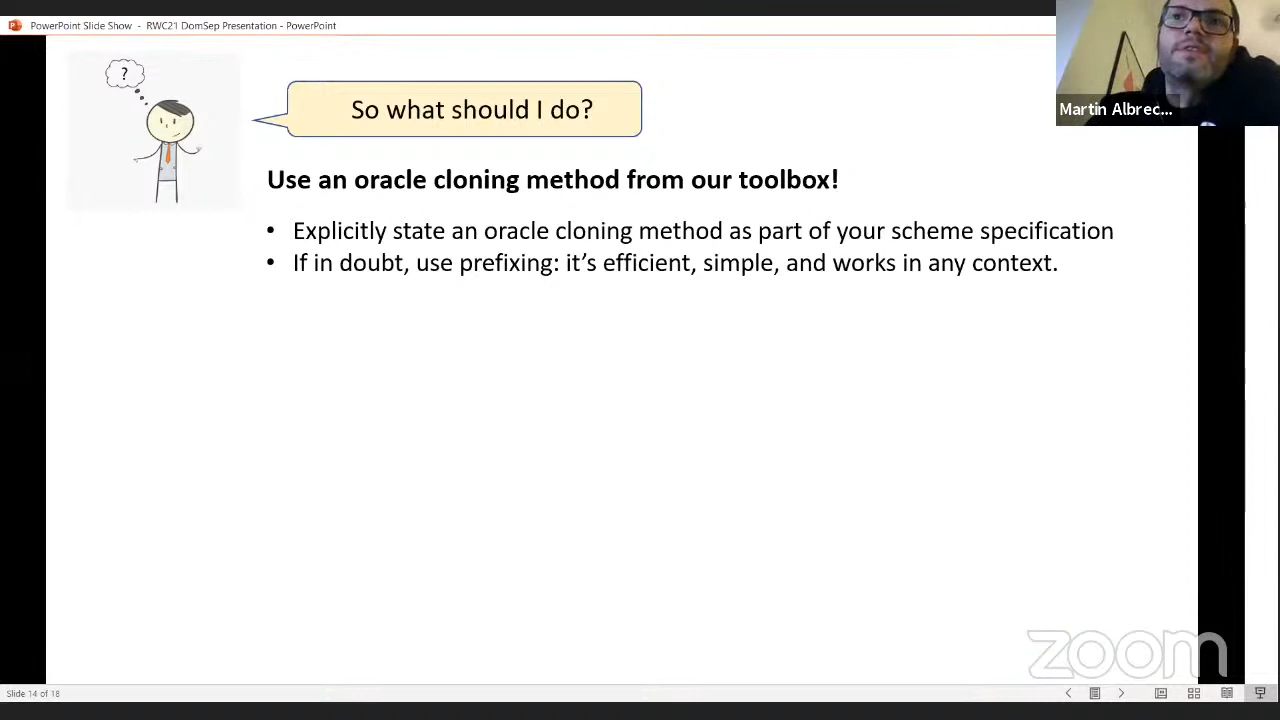 PowerPoint Slide Show - RWC21 DomSep Presentation - PowerPoint
?
So what should I do?
Martin Albrec...
Use an oracle cloning method from our toolbox!
• Explicitly state an oracle cloning method as part of your scheme specification
• If in doubt, use prefixing: it's efficient, simple, and works in any context.
zoom
Slide 14 of 18